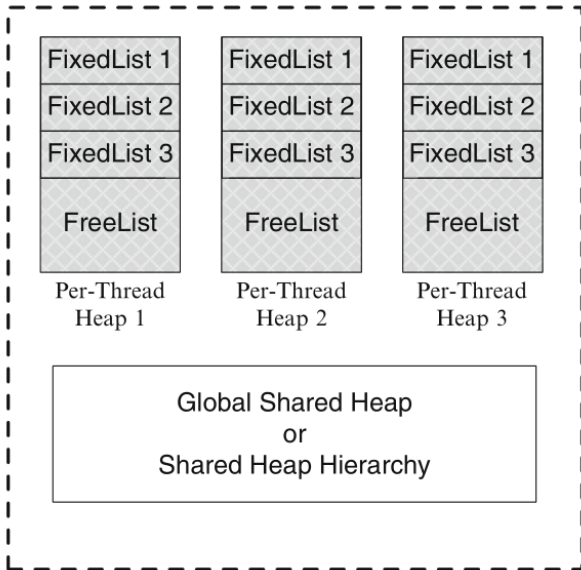 FixedList 1
FixedList 2
FixedList 3
FreeList
Per-Thread
Heap 1
FixedList 1
FixedList 2
FixedList 3
FreeList
Per-Thread
Heap 2
FixedList 1
FixedList 2
FixedList 3
FreeList
Per-Thread
Heap 3
Global Shared Heap
or
Shared Heap Hierarchy